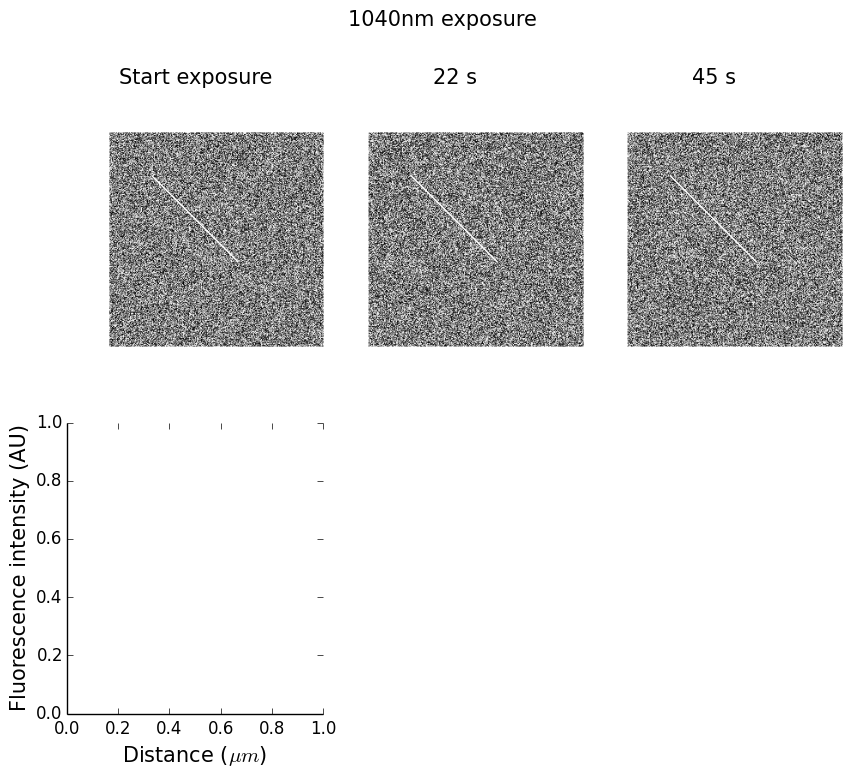 1040nm exposure
Start exposure
22 s
45 s
Fluorescence intensity (AU)
1.0
0.8
0.6
0.4
0.2
0.0
0.0 0.2 0.4 0.6 0.8 1.0
Distance (μm)